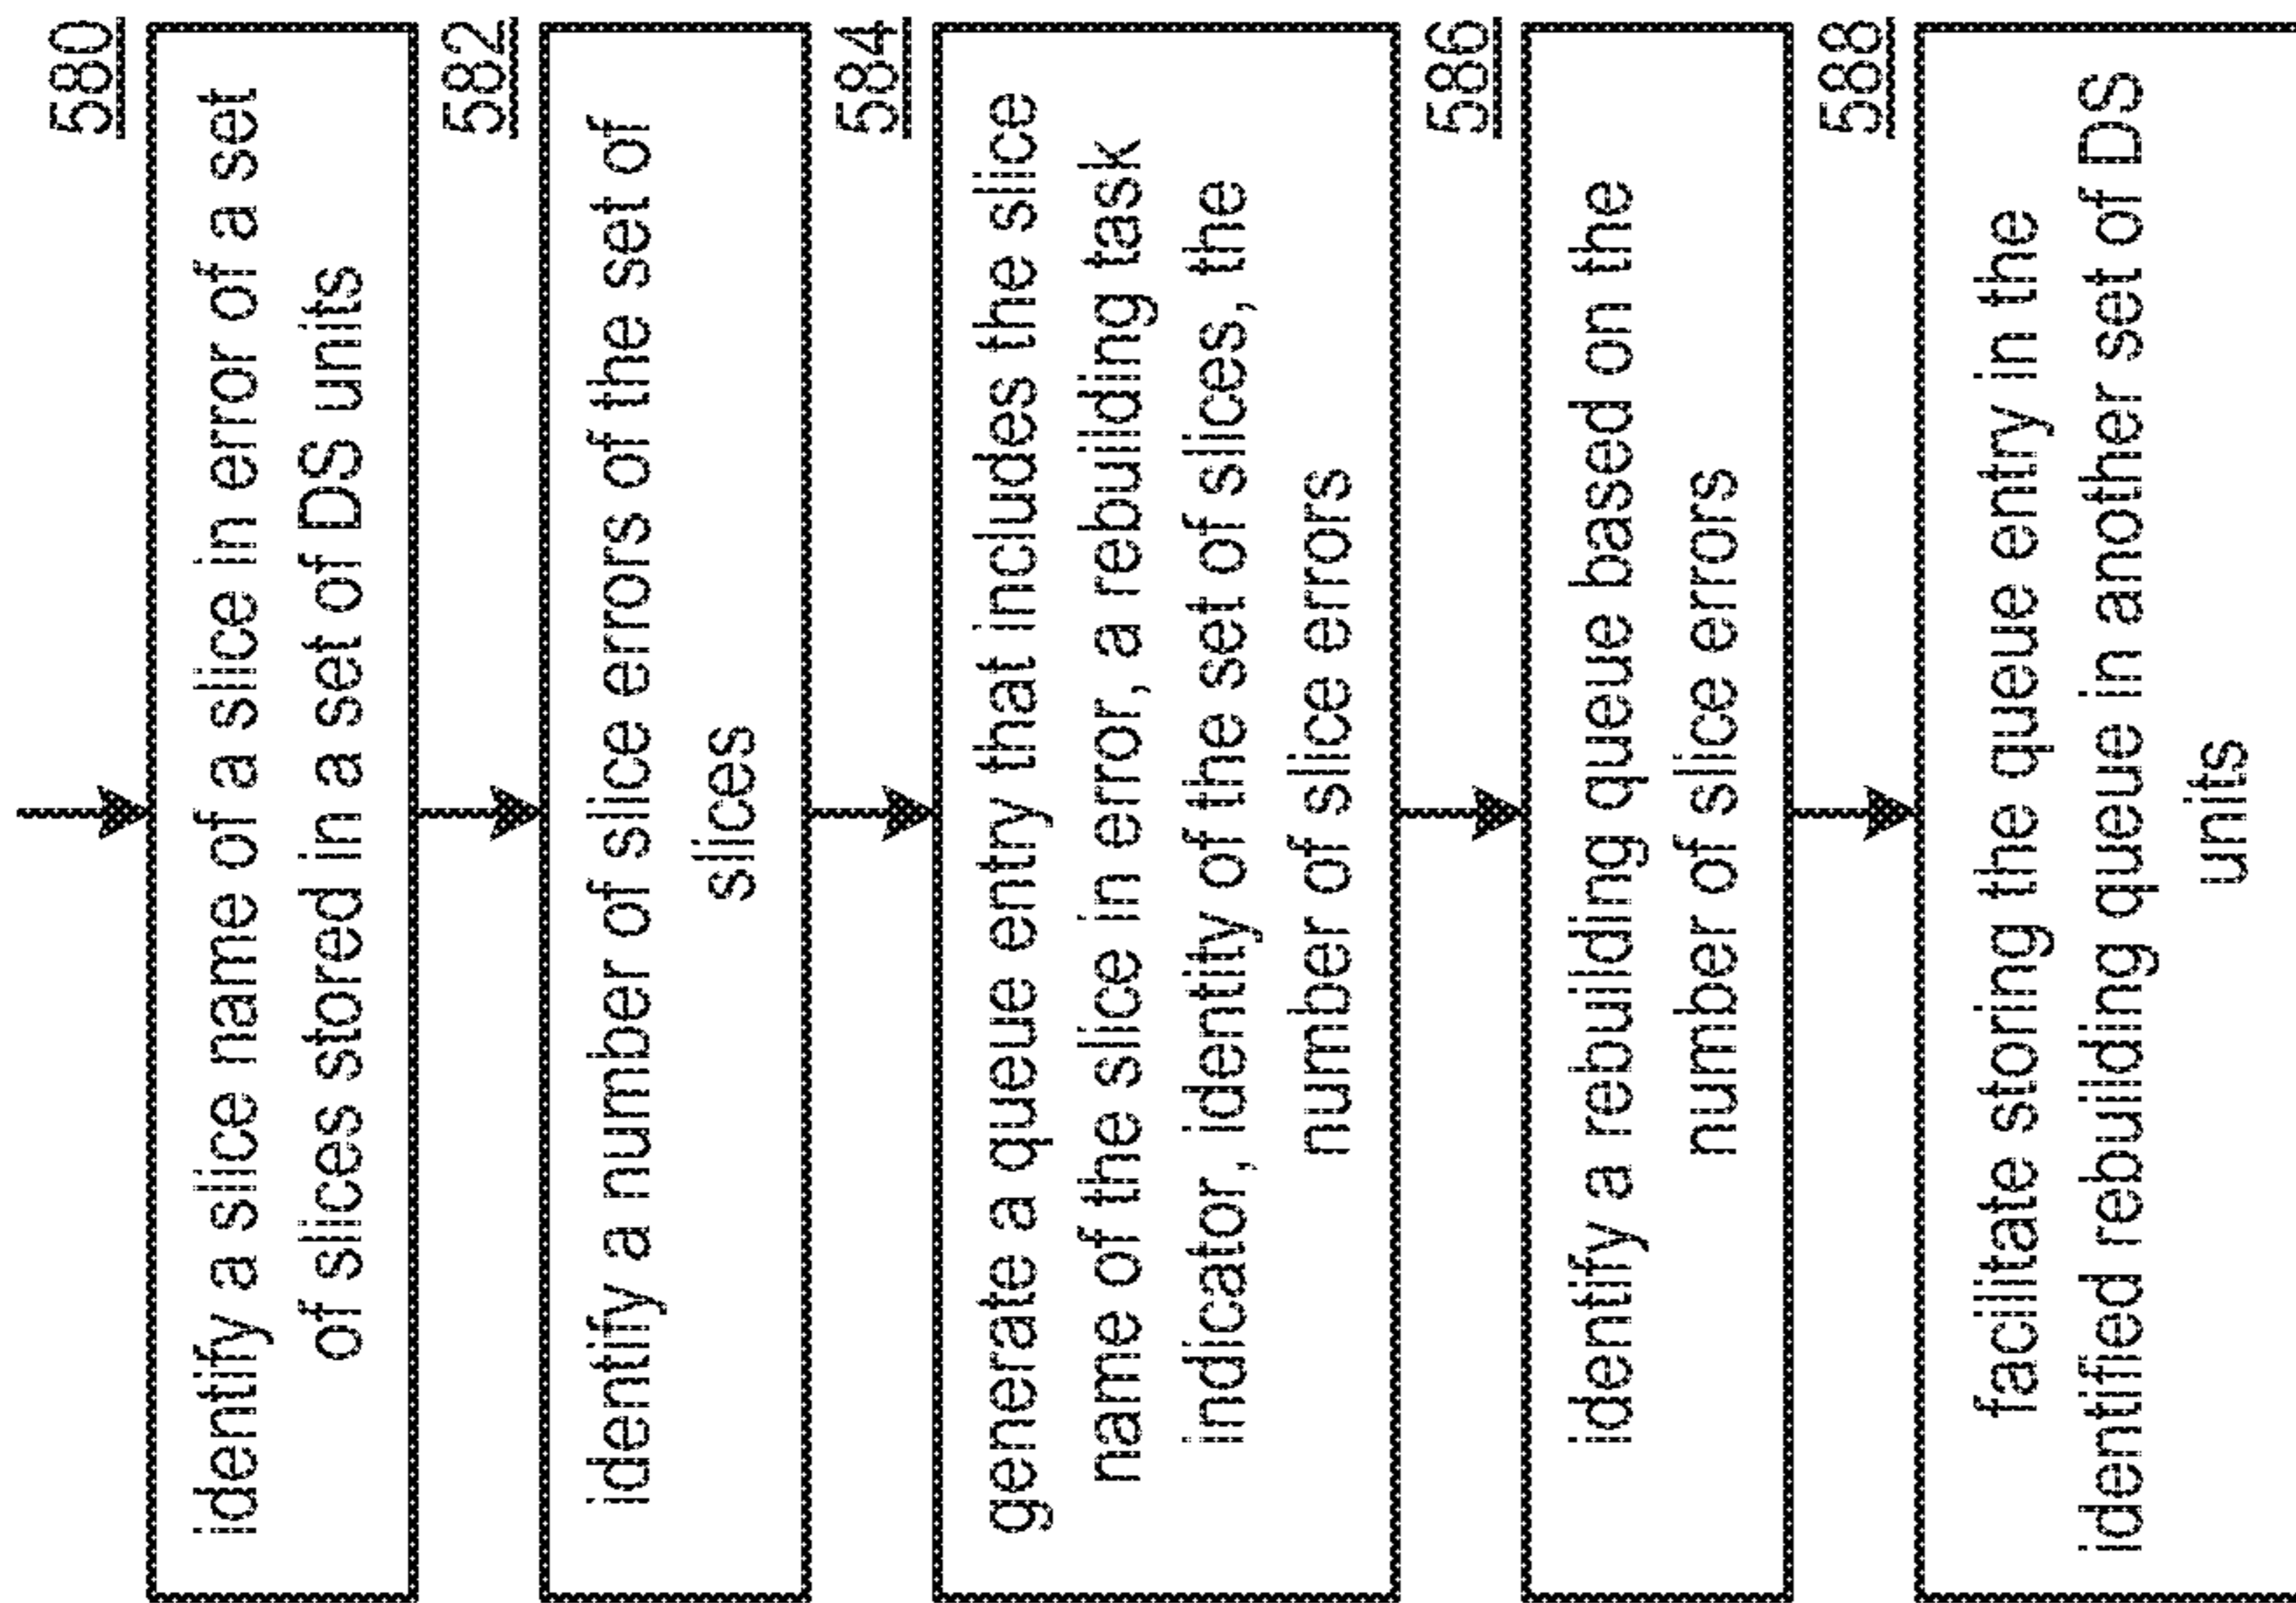 580
identify a slice name of a slice in error of a set
of slices stored in a set of DS units
582
identify a number of slice errors of the set of
slices
584
generate a queue entry that includes the slice
name of the slice in error, a rebuilding task
indicator, identity of the set of slices, the
number of slice errors
586
identify a rebuilding queue based on the
number of slice errors
588
facilitate storing the queue entry in the
identified rebuilding queue in another set of DS
units